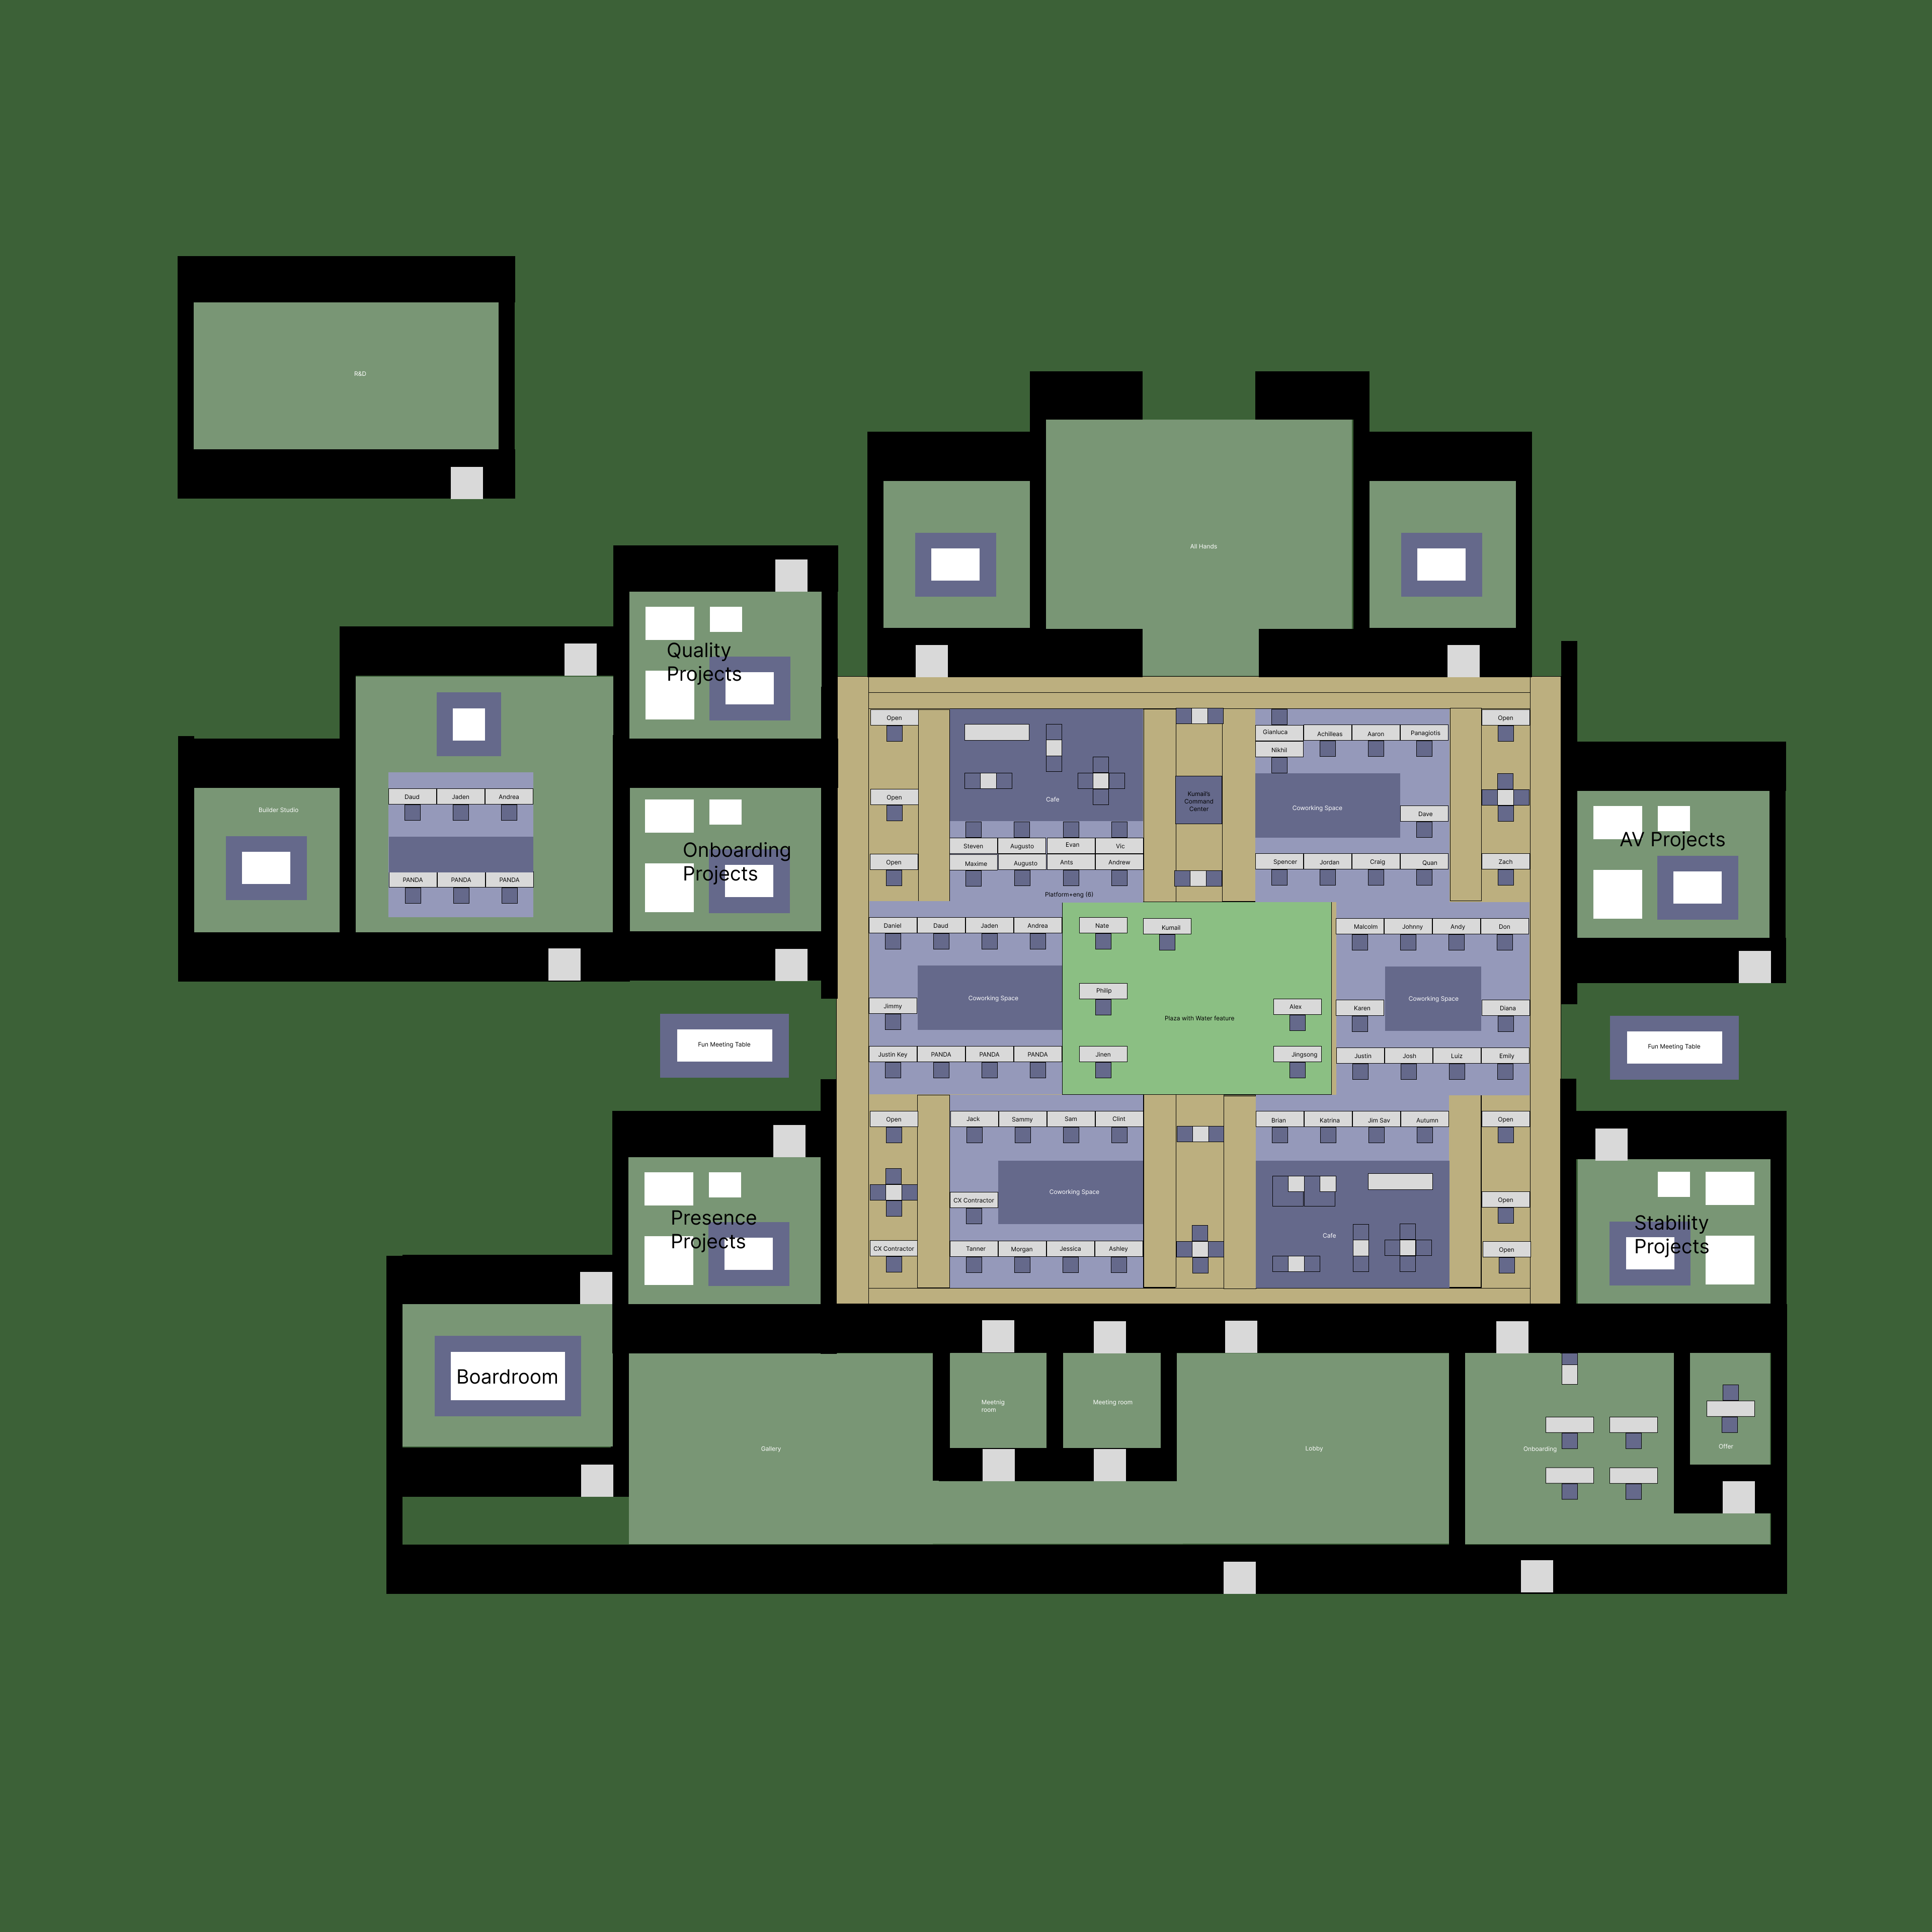 R&D
All Hands
Quality
Projects
Builder Studio
Daud
Jaden
Andrea
PANDA
PANDA
PANDA
Onboarding
Projects
Open
Open
Open
Cafe
Steven
Augusto
Evan
Vic
Maxime
Augusto
Ants
Andrew
Platform+eng (6)
Kumail's
Command
Center
Gianluca
Achilleas
Aaron
Panagiotis
Nikhil
Coworking Space
Dave
Spencer
Jordan
Craig
Quan
Open
Zach
AV Projects
Daniel
Daud
Jaden
Andrea
Coworking Space
Jimmy
Justin Key
PANDA
PANDA
PANDA
Nate
Kumail
Philip
Plaza with Water feature
Alex
Jinen
Jingsong
Malcolm
Johnny
Andy
Don
Coworking Space
Karen
Diana
Justin
Josh
Luiz
Emily
Fun Meeting Table
Fun Meeting Table
Open
Jack
Sammy
Sam
Clint
Coworking Space
CX Contractor
CX Contractor
Tanner
Morgan
Jessica
Ashley
Brian
Katrina
Jim Sav
Autumn
Cafe
Open
Open
Open
Presence
Projects
Stability
Projects
Boardroom
Gallery
Meetnig
room
Meeting room
Lobby
Onboarding
Offer